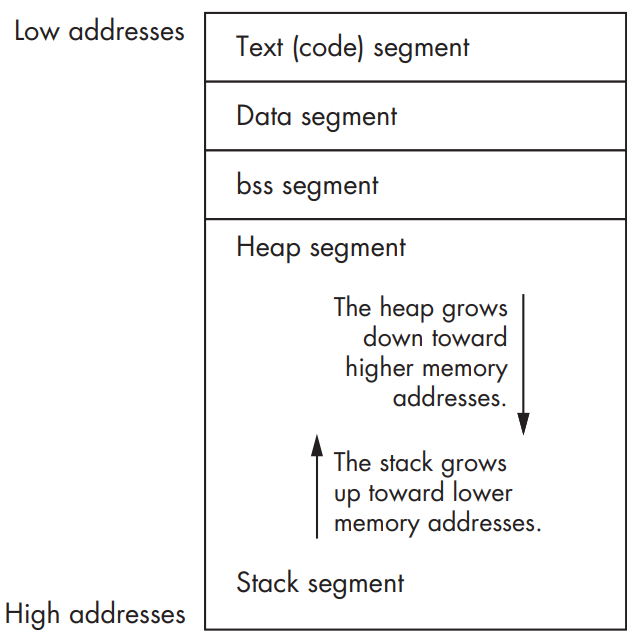 Low addresses
Text (code) segment
Data segment
bss segment
Heap segment
The heap grows
down toward
higher memory
addresses.
The stack grows
up toward lower
memory addresses.
Stack segment
High addresses